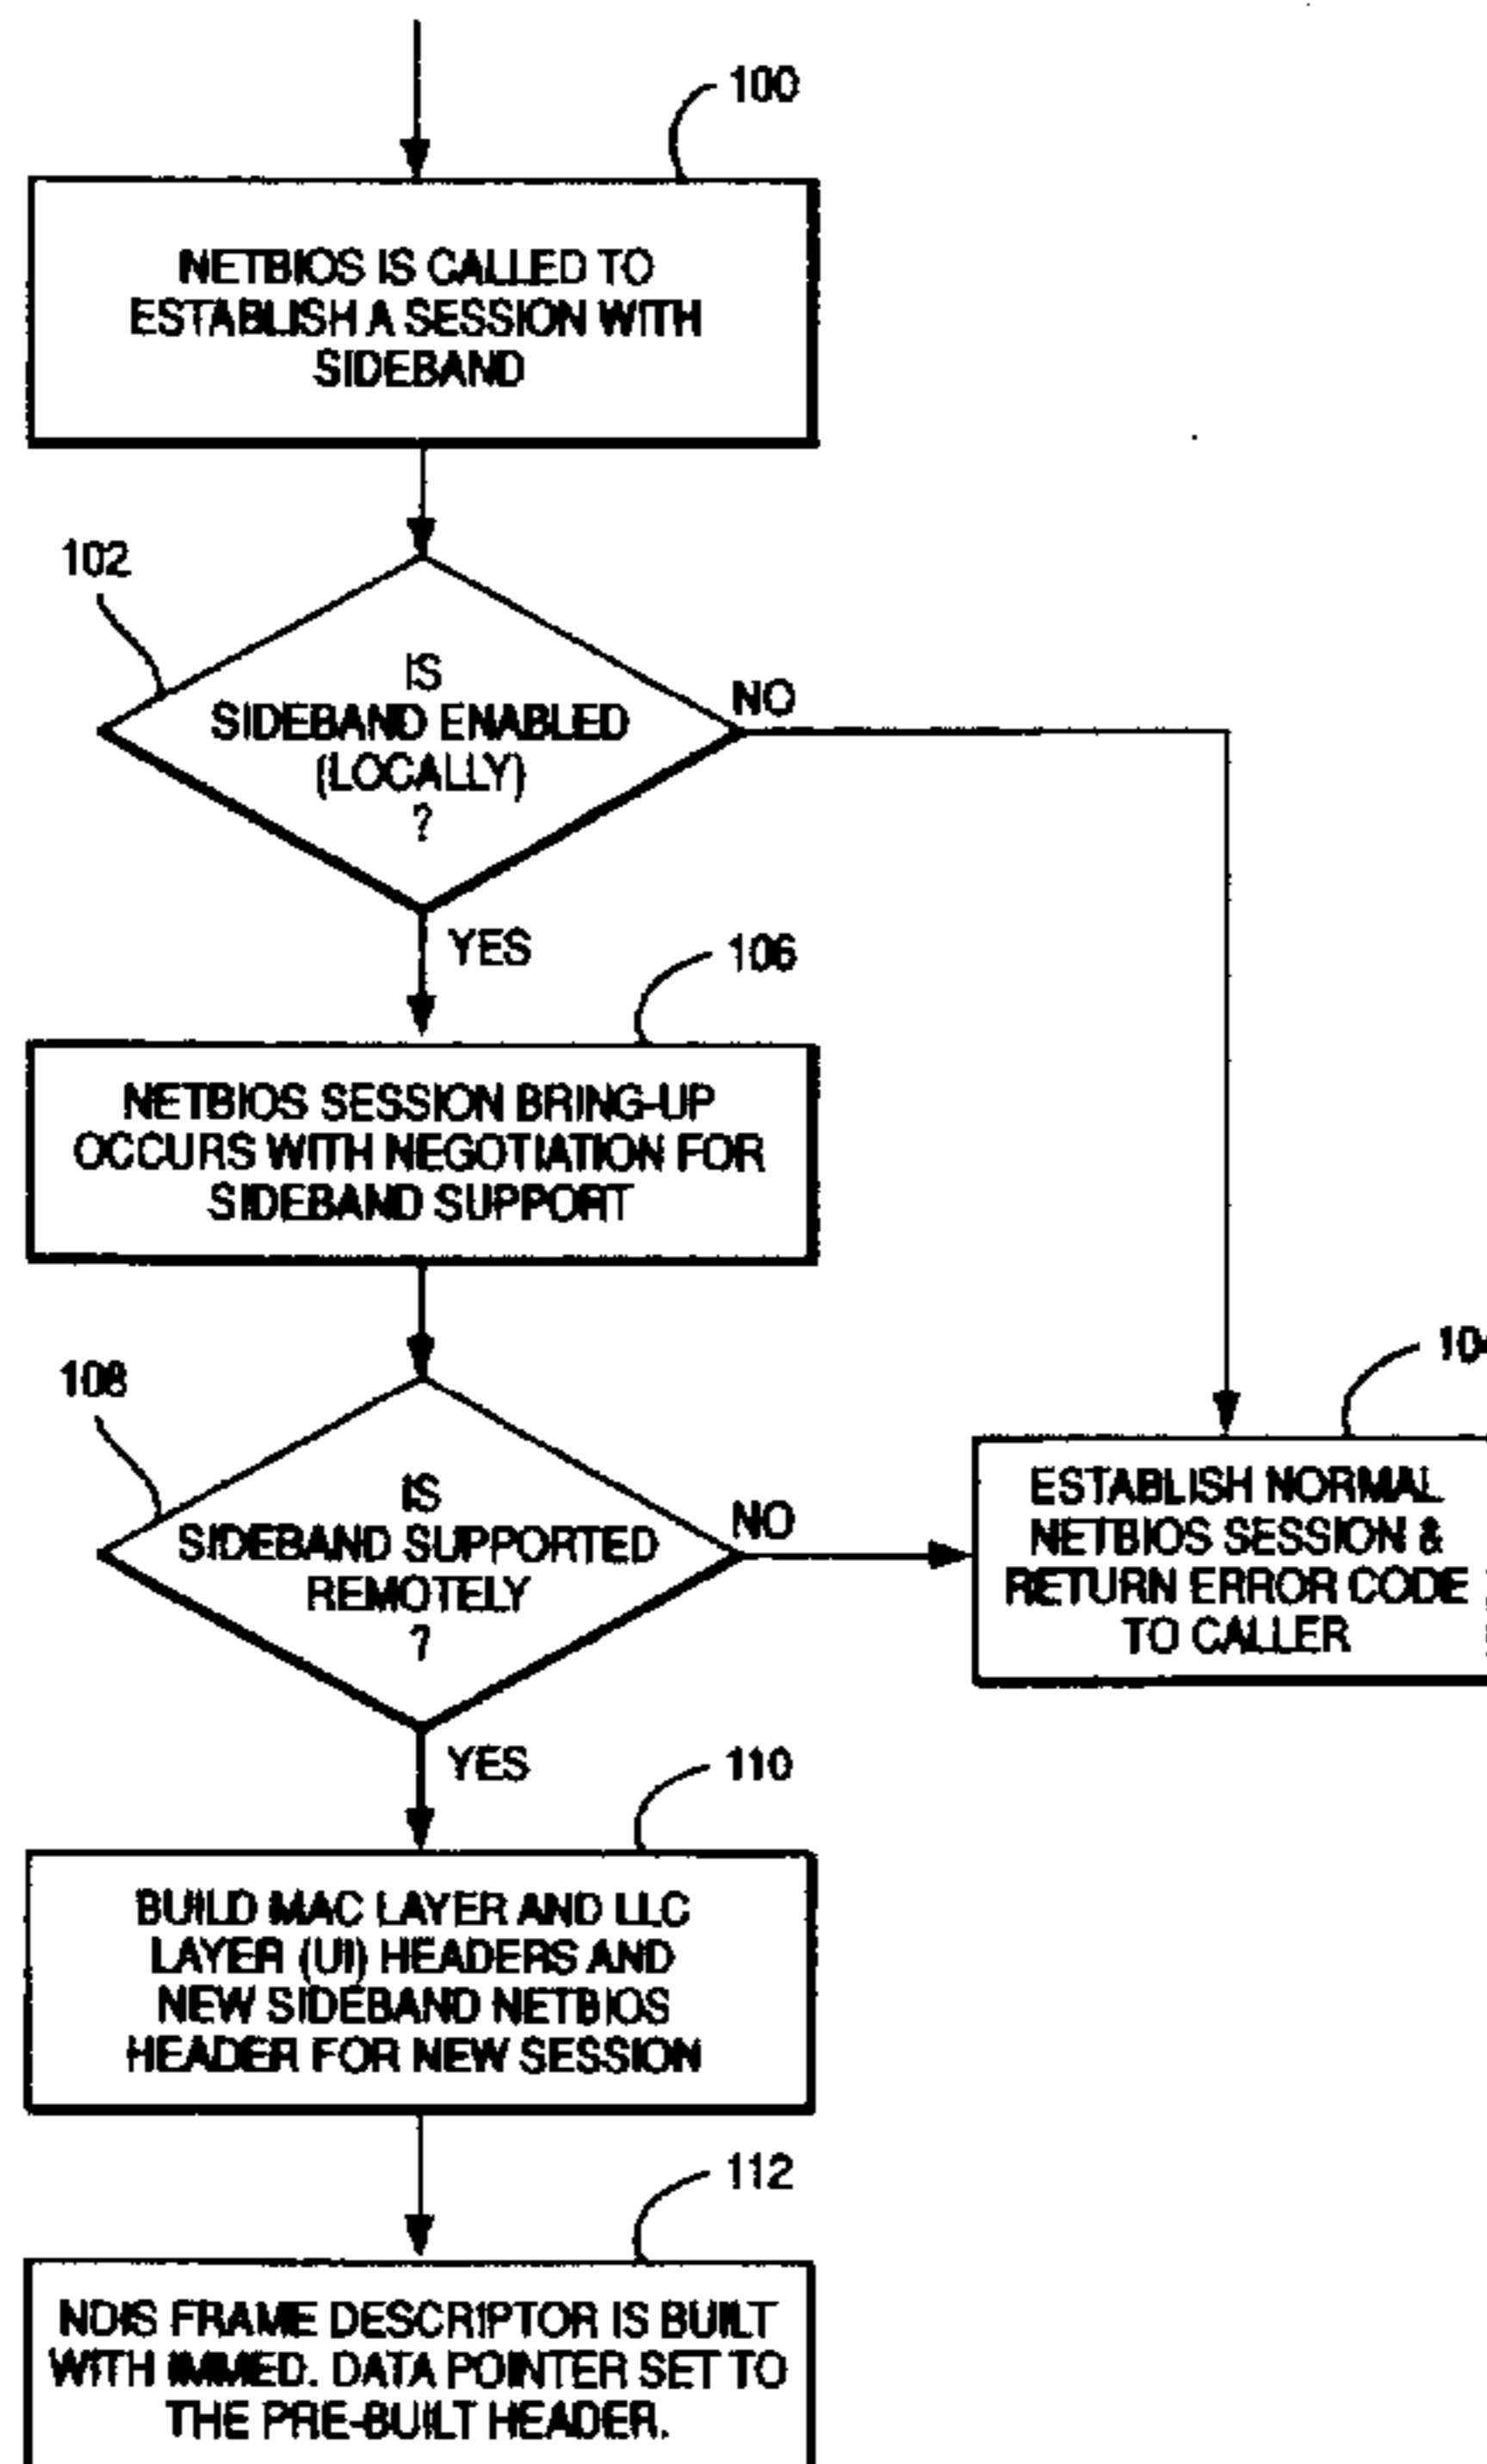 100
NETBIOS IS CALLED TO
ESTABLISH A SESSION WITH
SIDEBAND
102
IS
SIDEBAND ENABLED
(LOCALLY)
?
NO
YES
106
NETBIOS SESSION BRING-UP
OCCURS WITH NEGOTIATION FOR
SIDEBAND SUPPORT
108
IS
SIDEBAND SUPPORTED
REMOTELY
?
NO
ESTABLISH NORMAL
NETBIOS SESSION &
RETURN ERROR CODE
TO CALLER
YES
110
BUILD MAC LAYER AND LLC
LAYER (UI) HEADERS AND
NEW SIDEBAND NETBIOS
HEADER FOR NEW SESSION
112
NDIS FRAME DESCRIPTOR IS BUILT
WITH IMMED. DATA POINTER SET TO
THE PRE-BUILT HEADER.